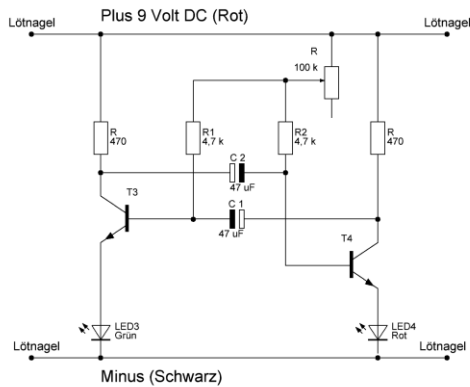 Plus 9 Volt DC (Rot)
Lötnagel
Lötnagel
R
100 k
R
470
R1
4,7 k
R2
4,7 k
R
470
C 2
47 uF
T3
C 1
47 uF
T4
LED3
Grün
LED4
Rot
Lötnagel
Lötnagel
Minus (Schwarz)